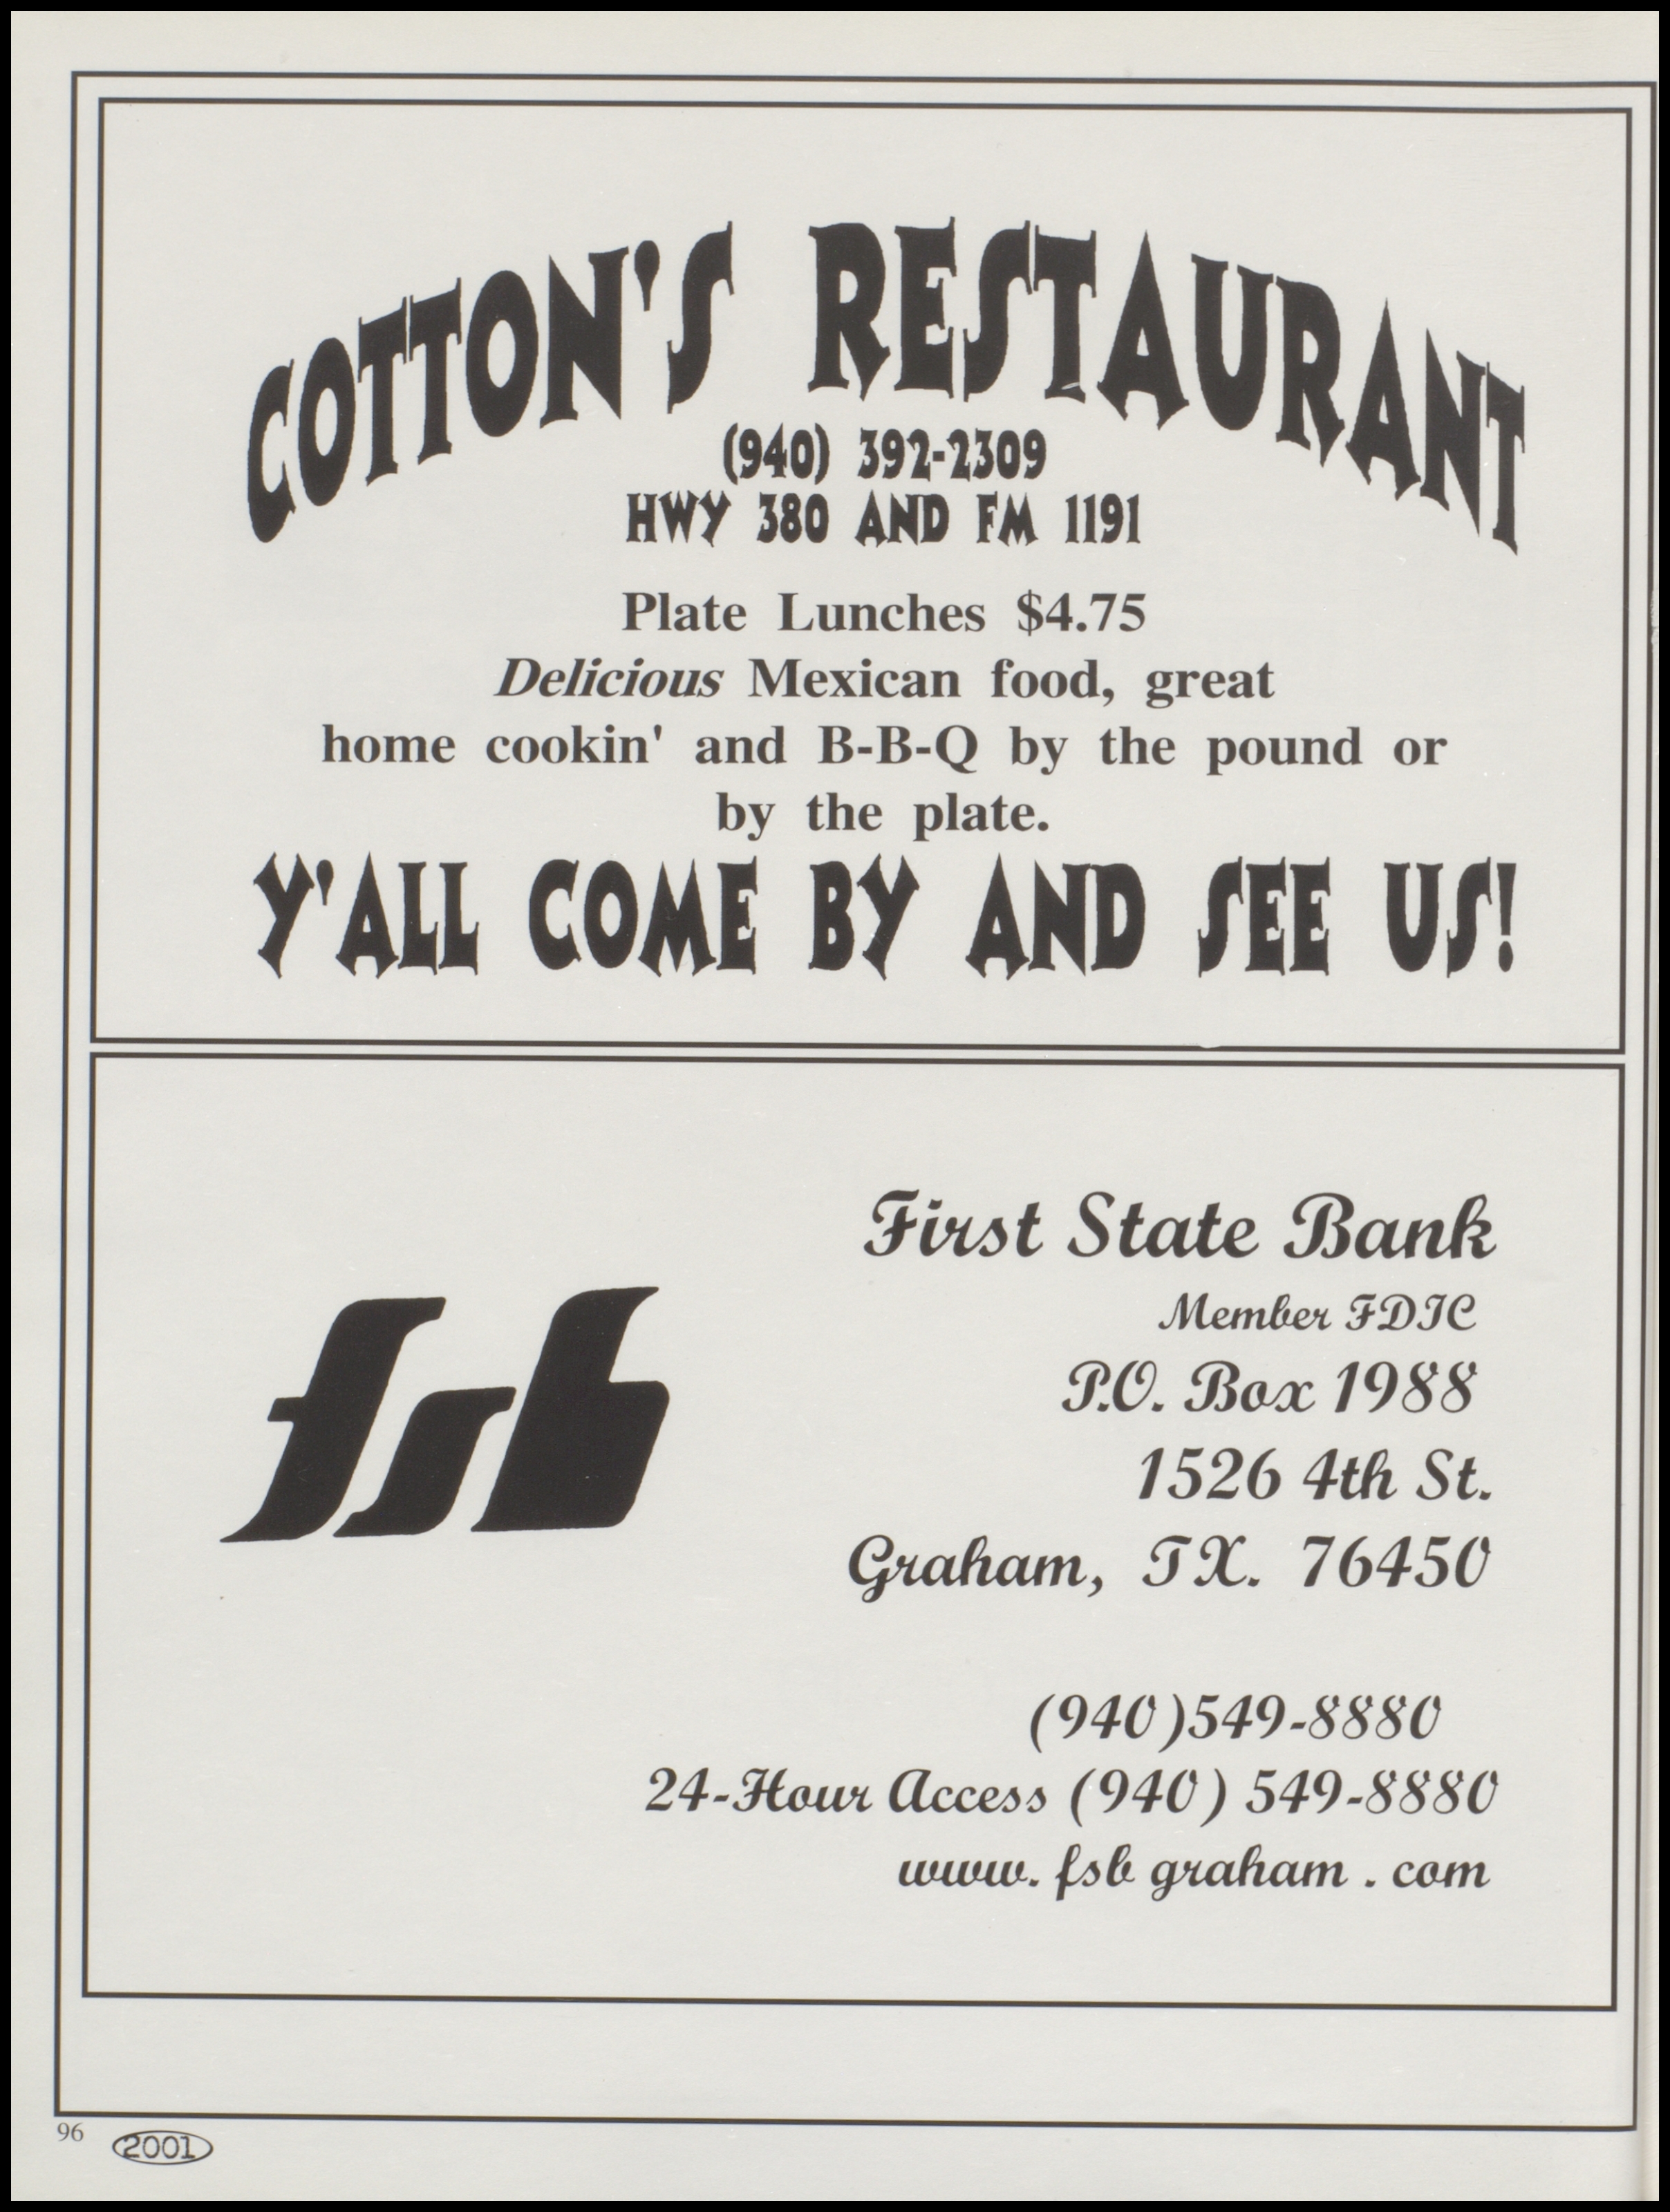 COTTON'S RESTAURANT
(940) 392-2309
HWY 380 AND FM 1191
Plate Lunches $4.75
Delicious Mexican food, great
home cookin' and B-B-Q by the pound or
by the plate.
Y'ALL COME BY AND SEE US!
fsb
First State Bank
Member FDIC
P.O. Box 1988
1526 4th St.
Graham, TX. 76450
(940)549-8880
24-Hour Access (940) 549-8880
www. fsb graham . com
96
2001